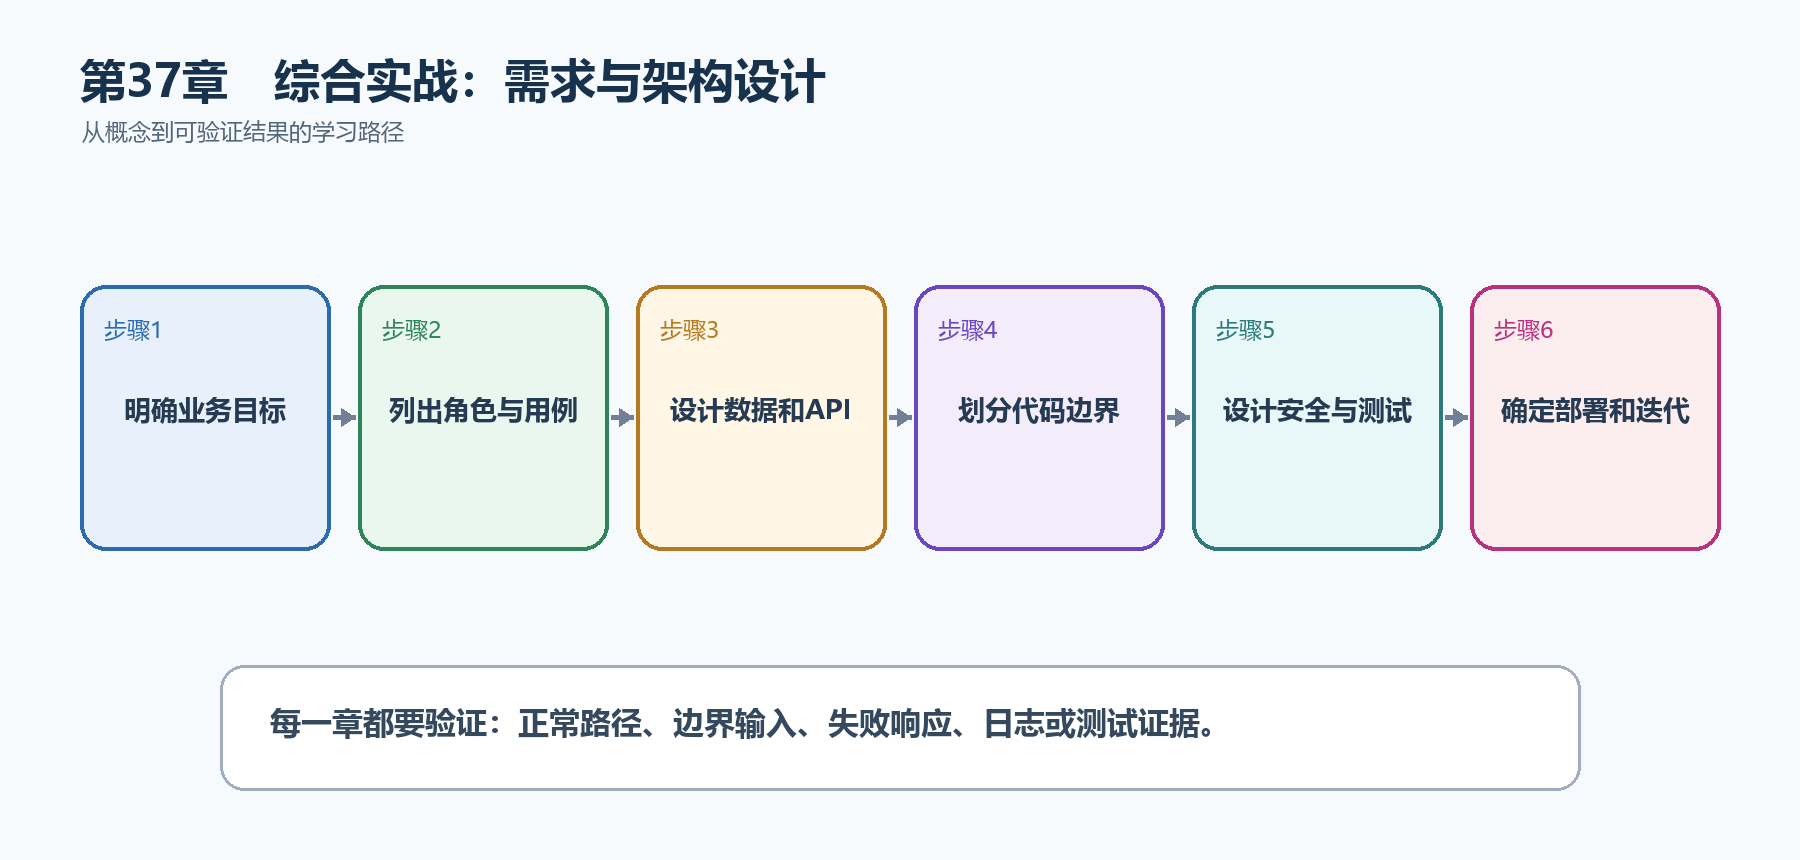 第37章　综合实战：需求与架构设计
从概念到可验证结果的学习路径
步骤1
明确业务目标
步骤2
列出角色与用例
步骤3
设计数据和API
步骤4
划分代码边界
步骤5
设计安全与测试
步骤6
确定部署和迭代
每一章都要验证：正常路径、边界输入、失败响应、日志或测试证据。